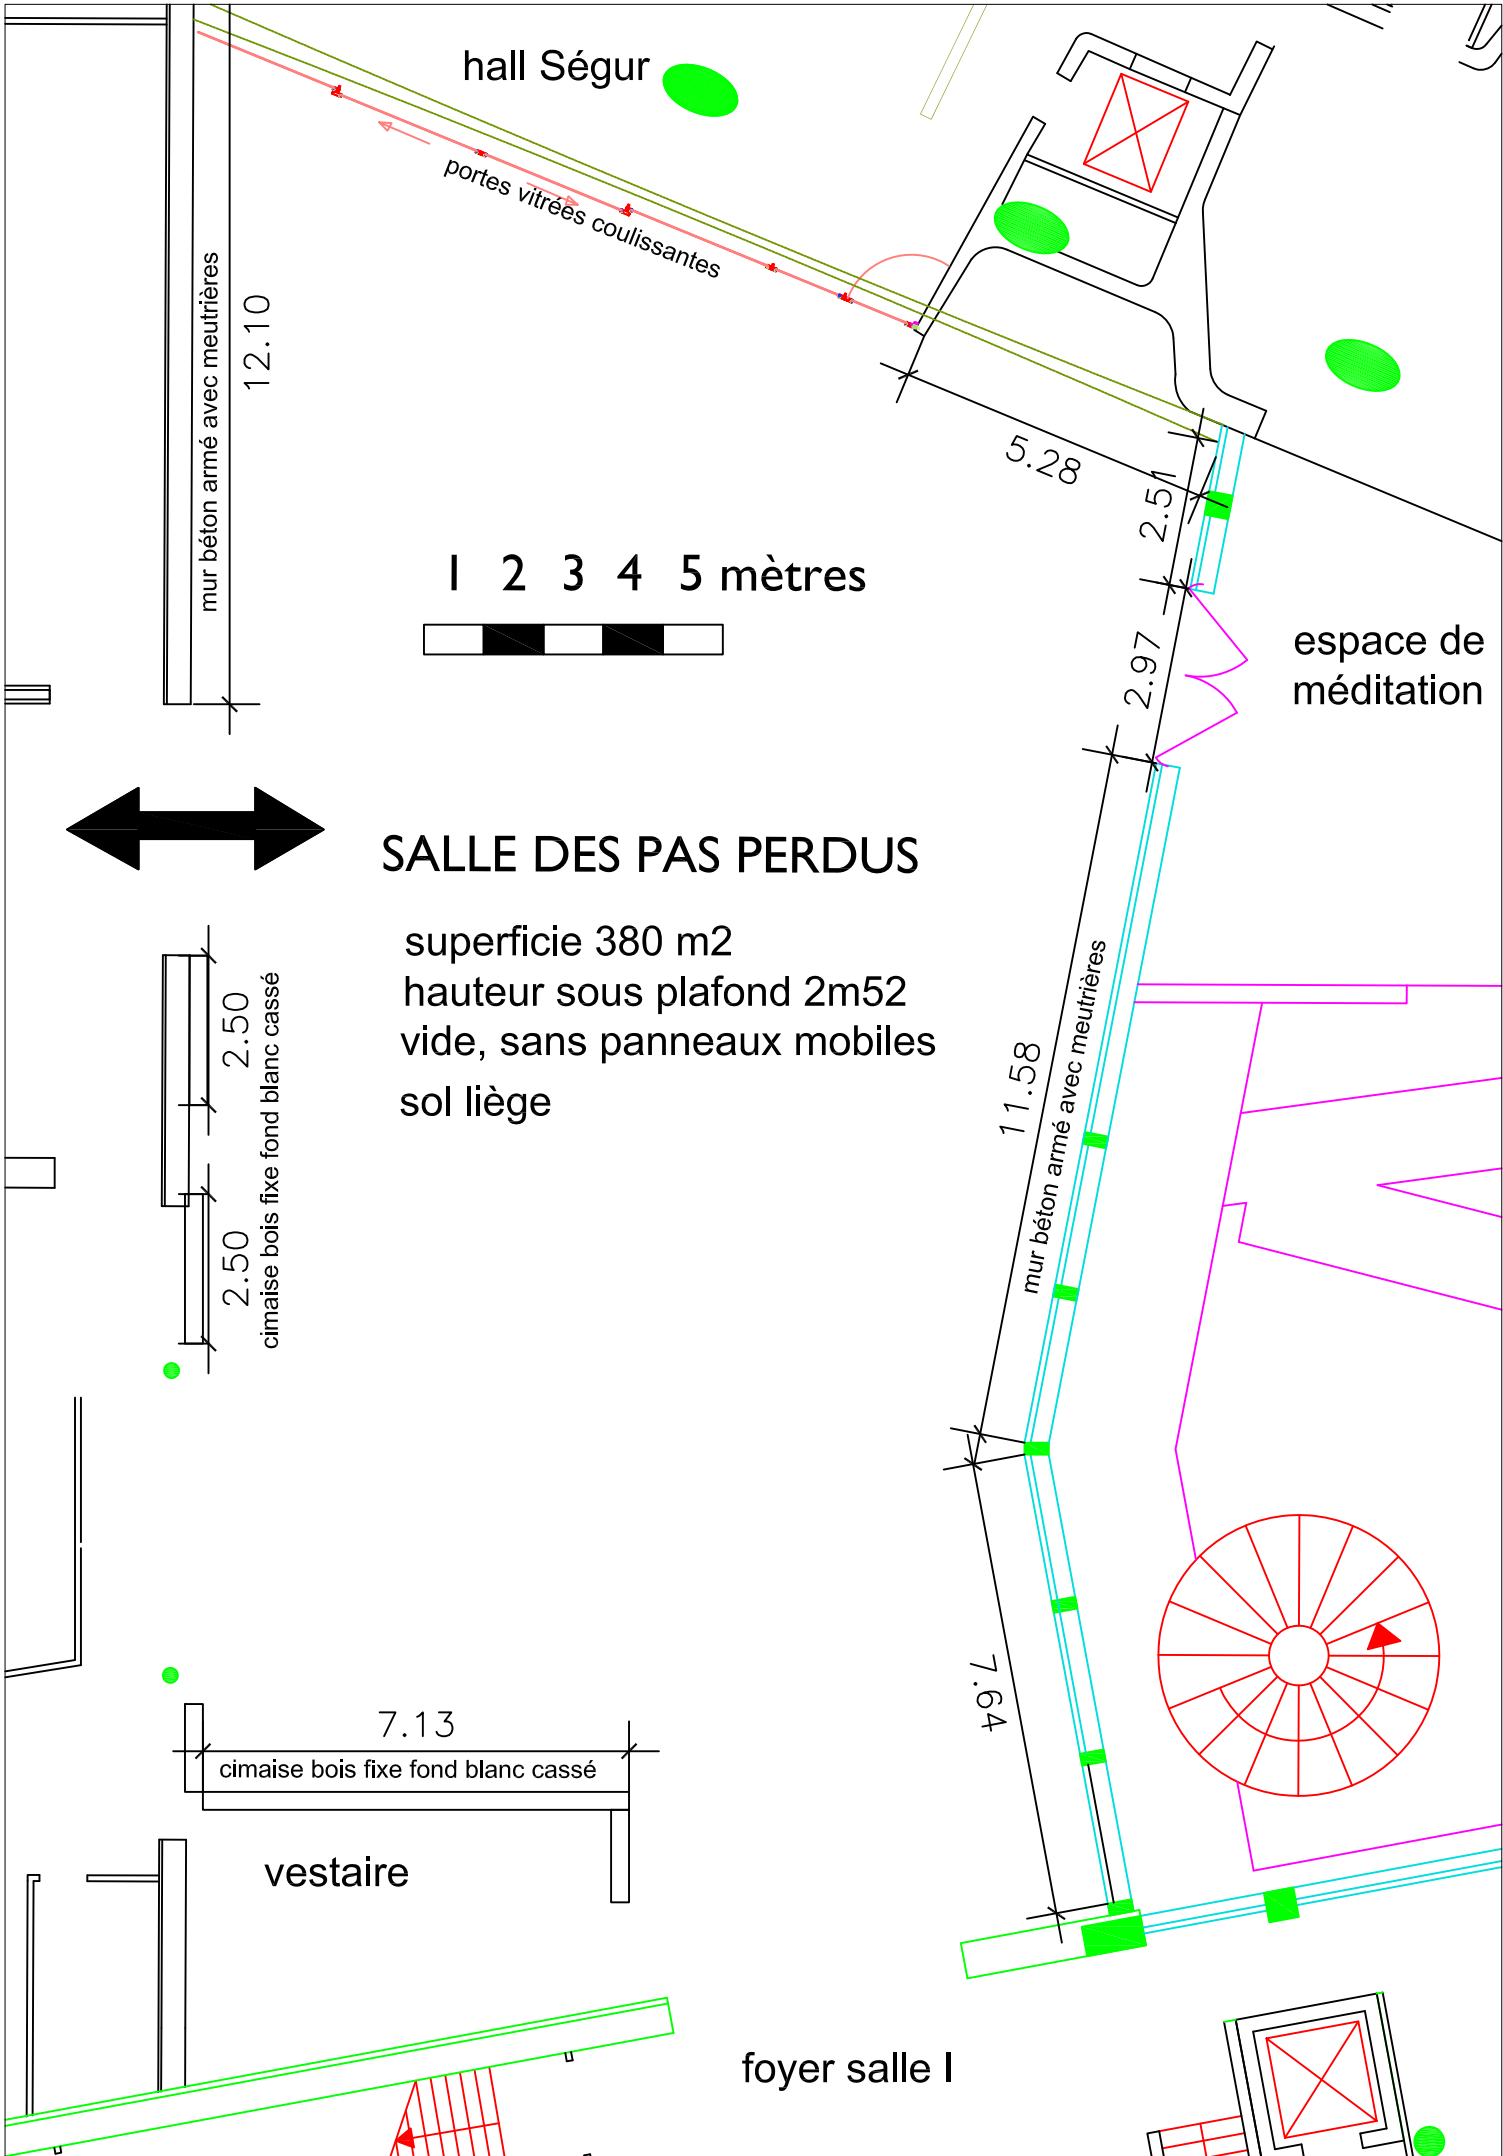 hall Ségur
portes vitrées coulissantes
mur béton armé avec meutrières
12.10
5.28
2.51
1 2 3 4 5 mètres
2.97
espace de
méditation
SALLE DES PAS PERDUS
superficie 380 m2
hauteur sous plafond 2m52
vide, sans panneaux mobiles
sol liège
2.50
cimaise bois fixe fond blanc cassé
2.50
11.58
mur béton armé avec meutrières
7.64
7.13
cimaise bois fixe fond blanc cassé
vestaire
foyer salle I